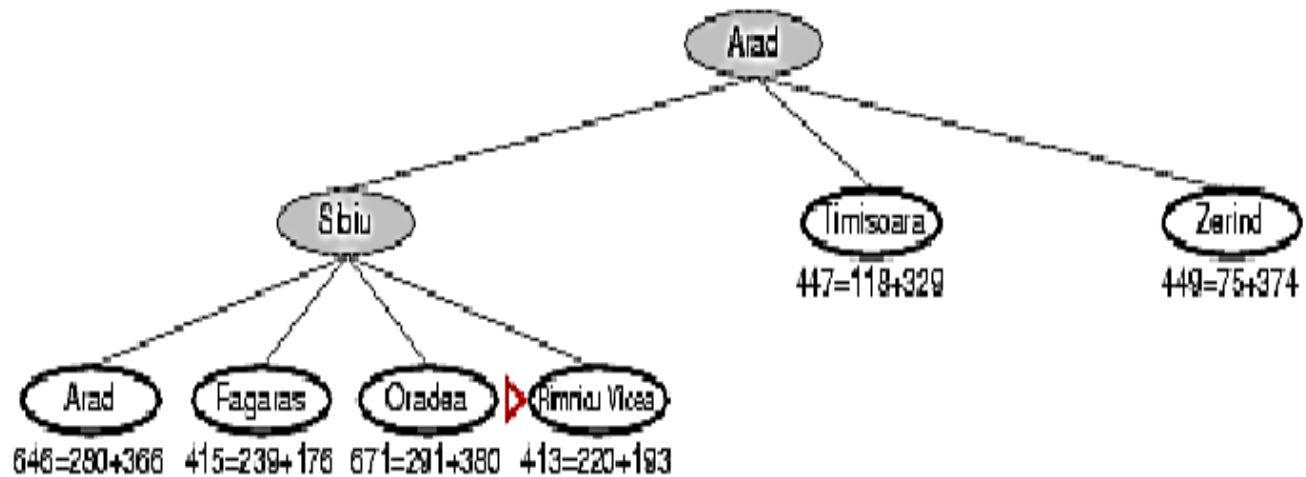 Arad
Sibiu
Timisoara
Zerind
447=118+329
449=75+374
Arad
Fagaras
Oradea
Rimnicu Vilcea
646=280+366
415=239+176
671=291+380
413=220+193